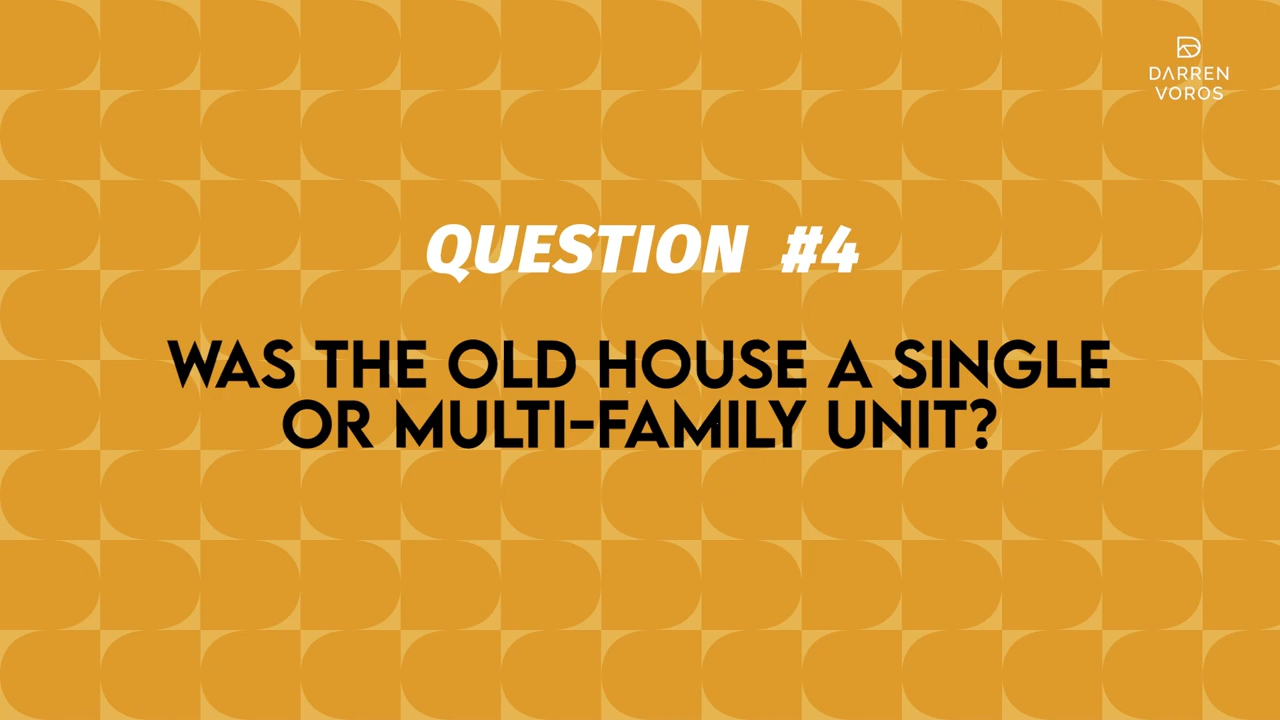 DARREN
VOROS
QUESTION #4
WAS THE OLD HOUSE A SINGLE
OR MULTI-FAMILY UNIT?